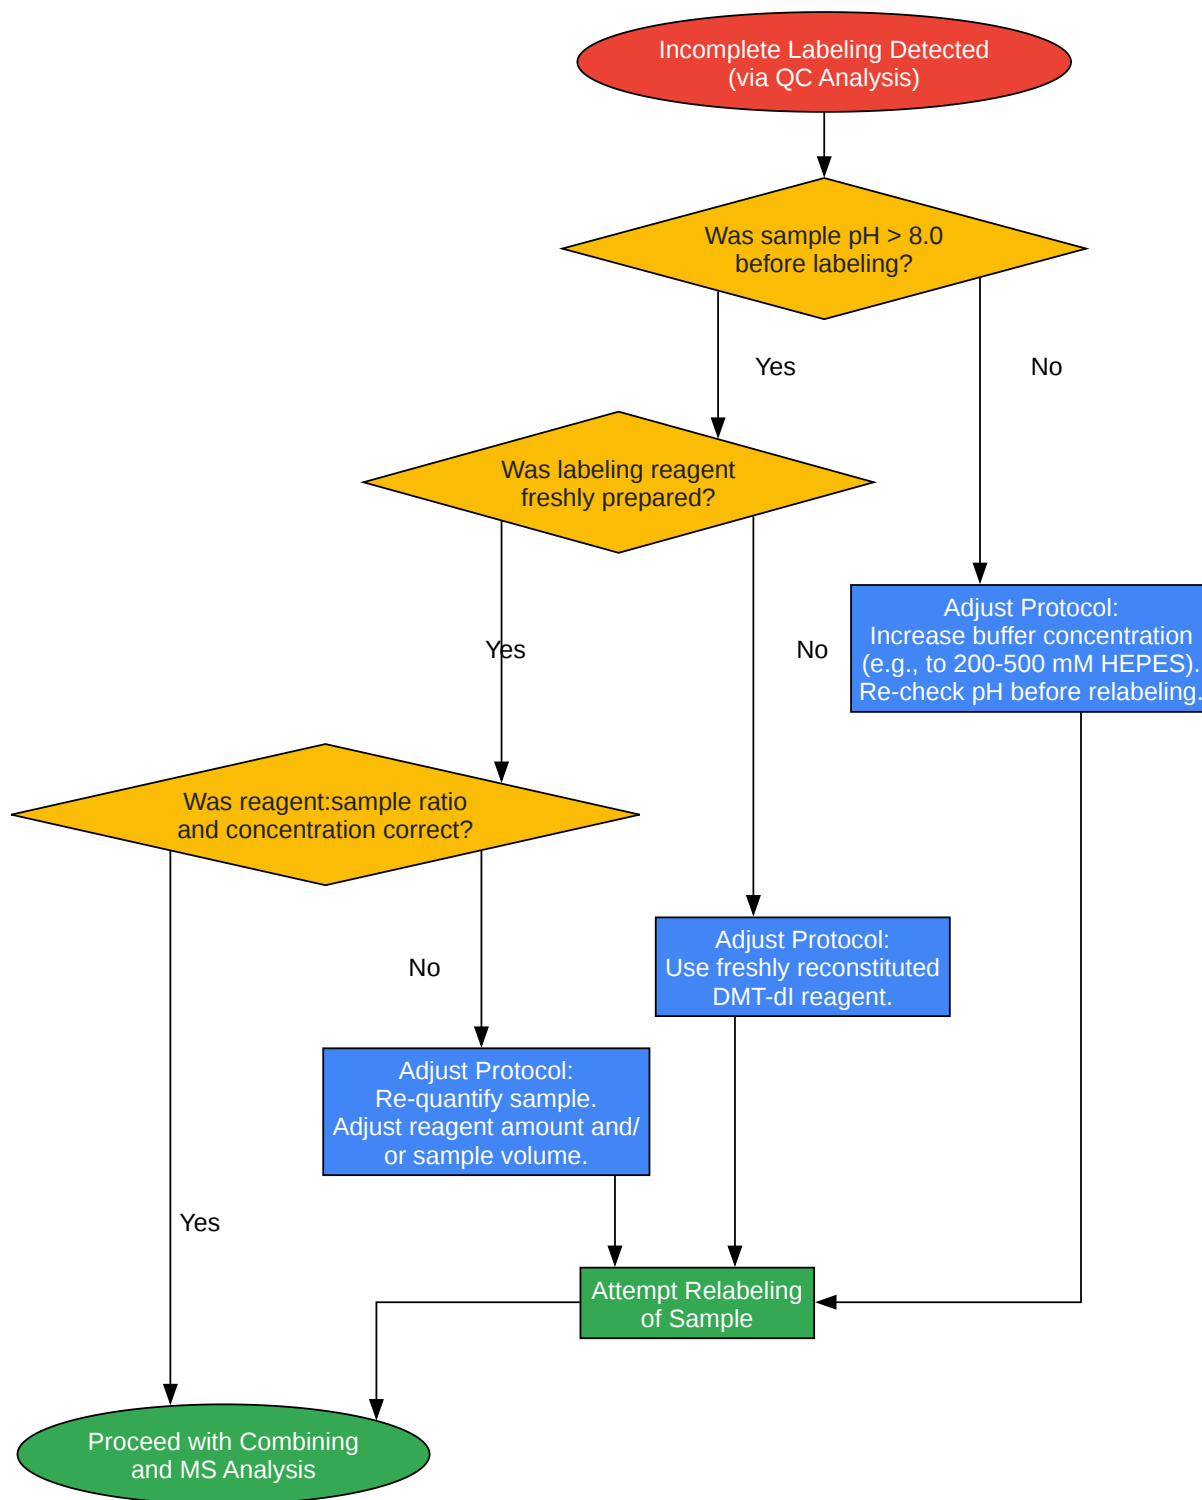 Incomplete Labeling Detected
(via QC Analysis)
Was sample pH > 8.0
before labeling?
Yes
No
Was labeling reagent
freshly prepared?
Yes
No
Adjust Protocol:
Increase buffer concentration
(e.g., to 200-500 mM HEPES).
Re-check pH before relabeling.
Was reagent:sample ratio
and concentration correct?
No
Adjust Protocol:
Use freshly reconstituted
DMT-dI reagent.
Adjust Protocol:
Re-quantify sample.
Adjust reagent amount and/
or sample volume.
Yes
Attempt Relabeling
of Sample
Proceed with Combining
and MS Analysis